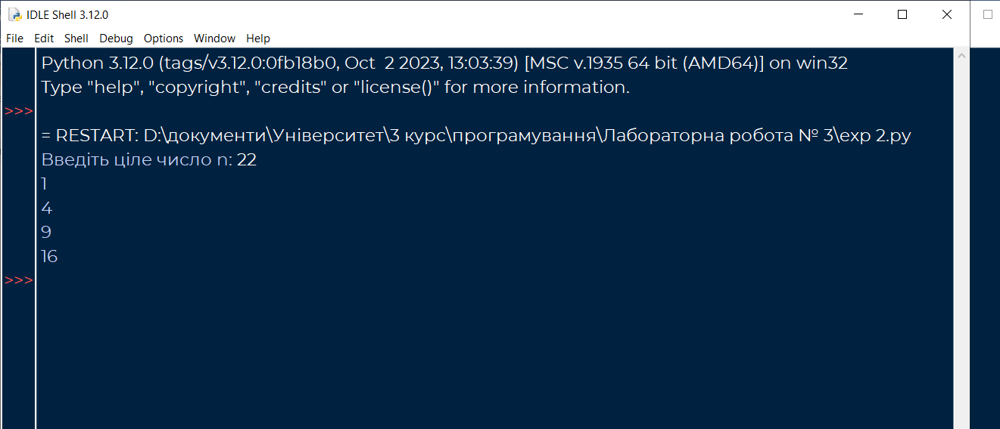 IDLE Shell 3.12.0
File Edit Shell Debug Options Window Help
Python 3.12.0 (tags/v3.12.0:0fb18b0, Oct  2 2023, 13:03:39) [MSC v.1935 64 bit (AMD64)] on win32
Type "help", "copyright", "credits" or "license()" for more information.
>>>
= RESTART: D:\документи\Університет\3 курс\програмування\Лабораторна робота № 3\exp 2.py
Введіть ціле число n: 22
1
4
9
16
>>>